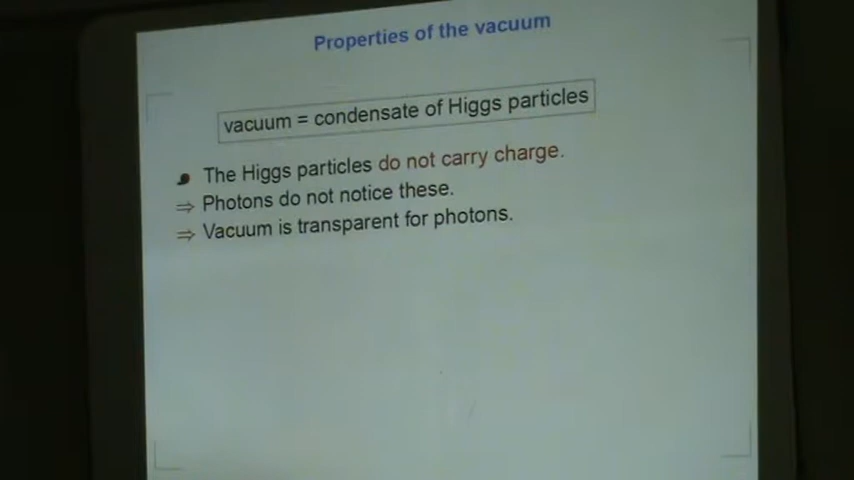 Properties of the vacuum
vacuum = condensate of Higgs particles
The Higgs particles do not carry charge.
⇒ Photons do not notice these.
⇒ Vacuum is transparent for photons.